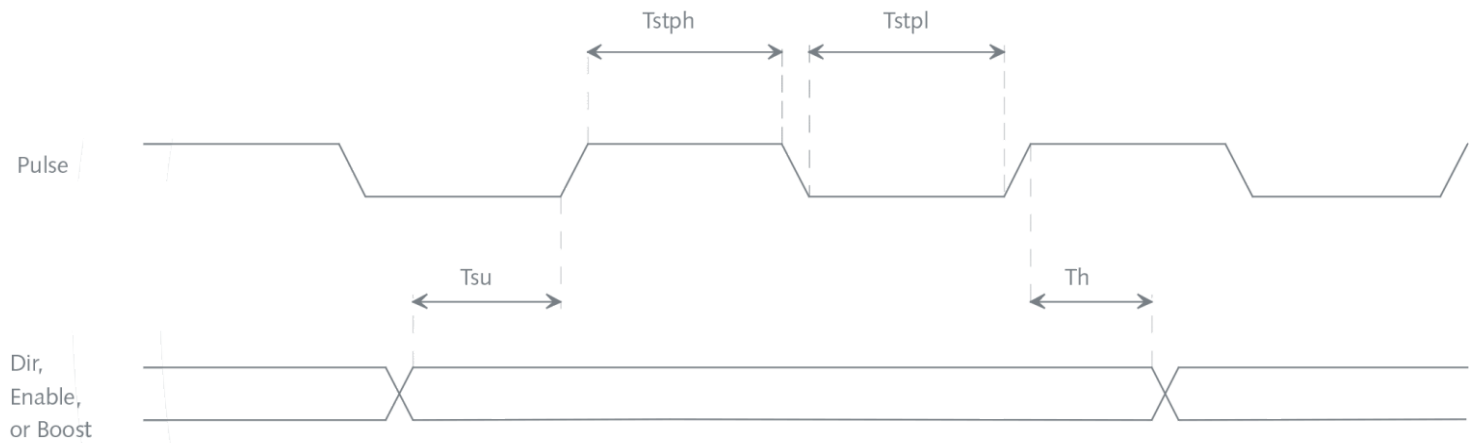 Tstph
Tstpl
Pulse
Tsu
Th
Dir,
Enable,
or Boost